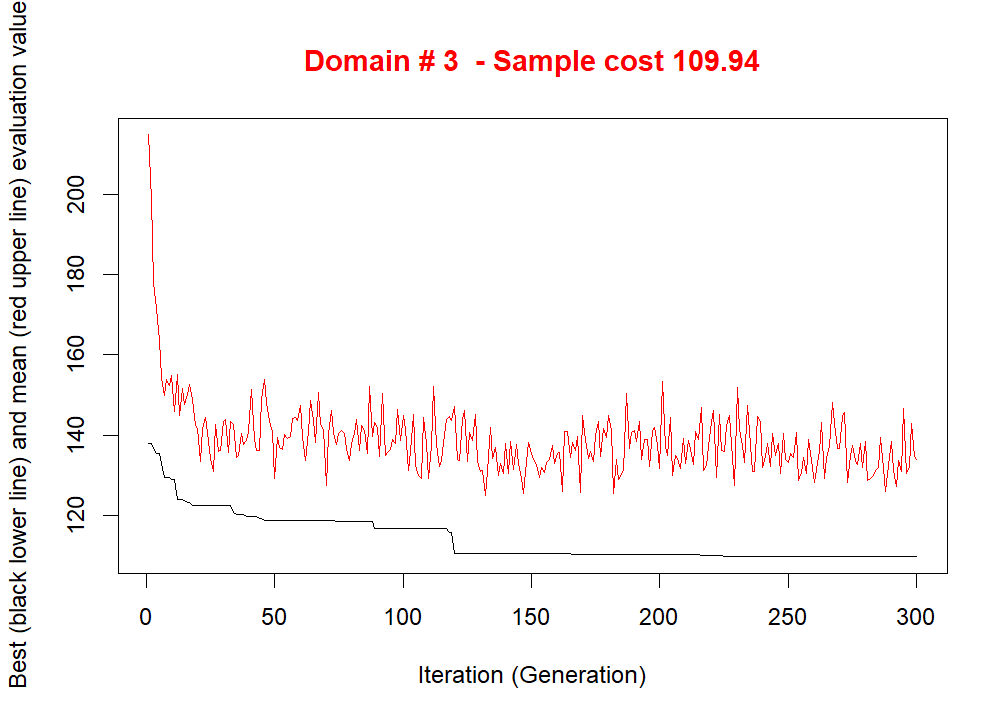 Domain # 3 - Sample cost 109.94
Best (black lower line) and mean (red upper line) evaluation value
200
180
160
140
120
0 50 100 150 200 250 300
Iteration (Generation)